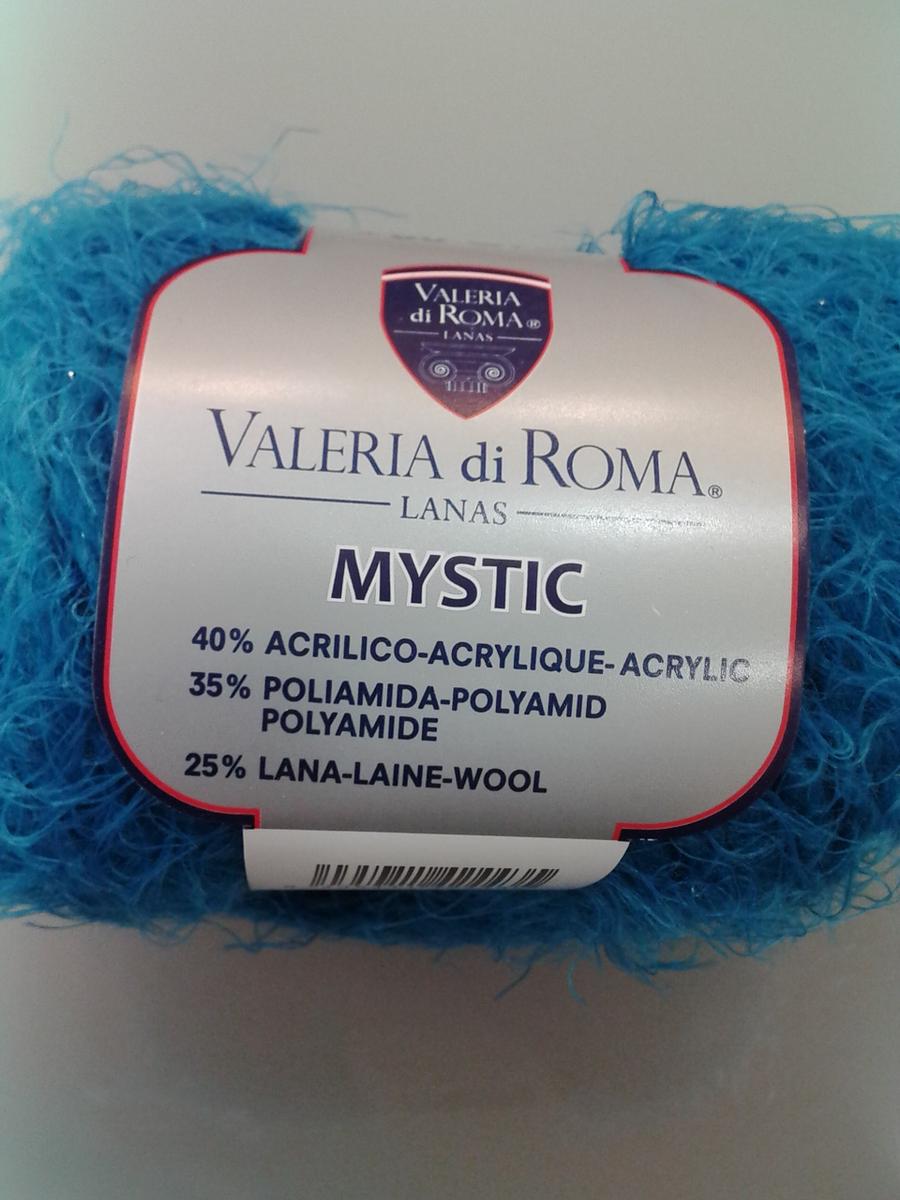 VALERIA
di ROMA®
LANAS
VALERIA di ROMA®
LANAS
MYSTIC
40% ACRILICO-ACRYLIQUE-ACRYLIC
35% POLIAMIDA-POLYAMID
POLYAMIDE
25% LANA-LAINE-WOOL